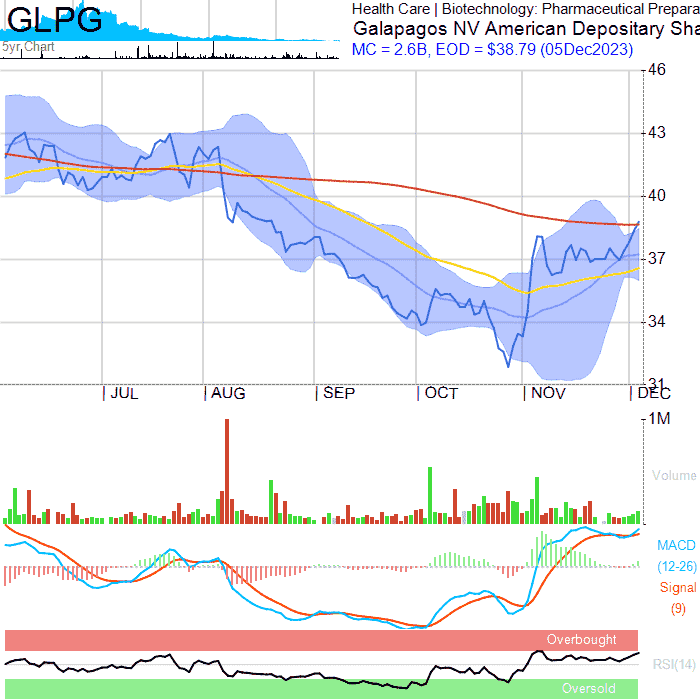 GLPG
5yr. Chart
Health Care | Biotechnology: Pharmaceutical Prepara
Galapagos NV American Depositary Sha
MC = 2.6B, EOD = $38.79 (05Dec2023)
46
43
40
37
34
31
JUL AUG SEP OCT NOV DEC
1M
Volume
MACD
(12-26)
Signal
(9)
Overbought
RSI(14)
Oversold